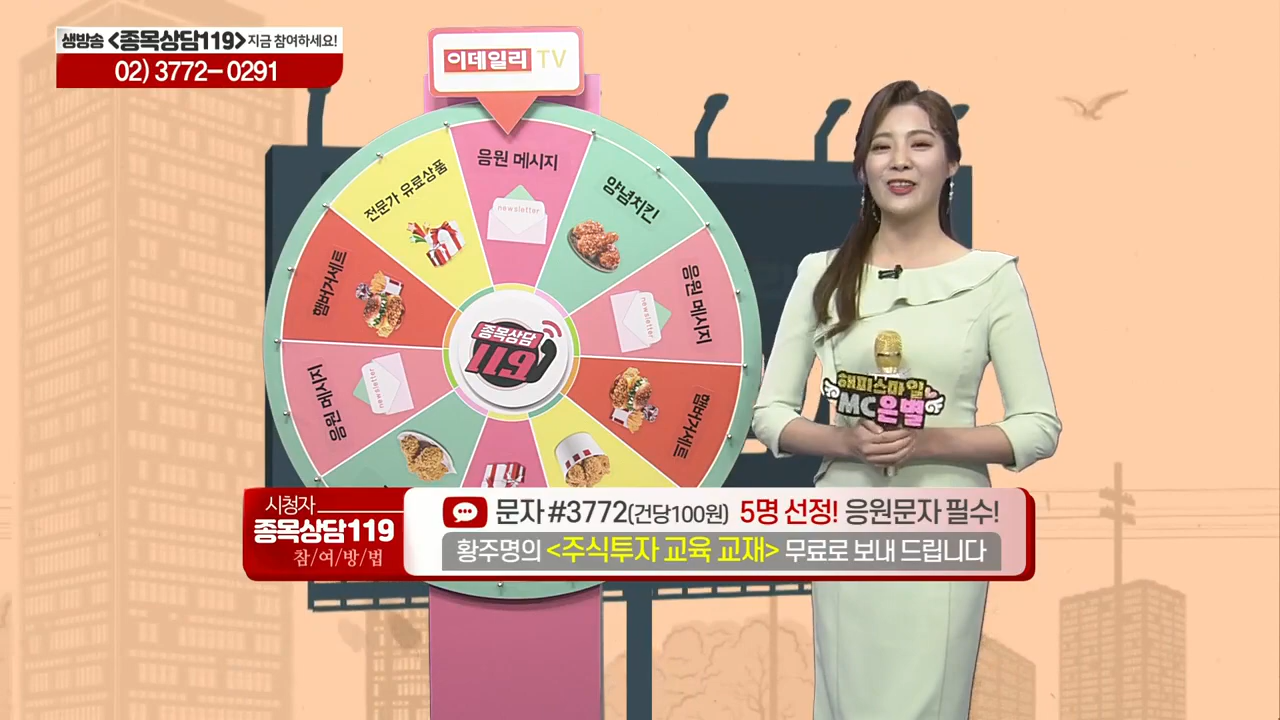 생방송 <종목상담119> 지금 참여하세요!
02) 3772-0291
이데일리 TV
응원 메시지
newsletter
양념치킨
응원 메시지
newsletter
햄버거세트
전문가 유료상품
햄버거세트
응원 메시지
newsletter
종목상담
119
해피스마일
MC은별
시청자
종목상담119
참/여/방/법
문자 #3772(건당100원) 5명 선정! 응원문자 필수!
황주명의 <주식투자 교육 교재> 무료로 보내 드립니다